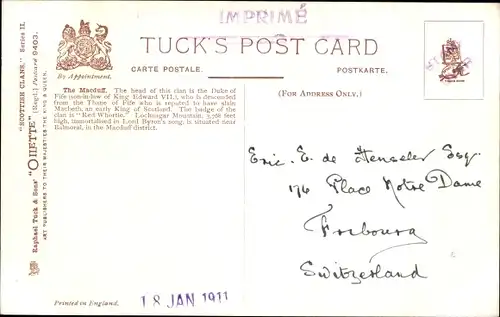 IMPRIMÉ
TUCK'S POST CARD
By Appointment.
CARTE POSTALE.
POSTKARTE.
The Macduff. The head of this clan is the Duke of
Fife (son-in-law of King Edward VII.), who is descended
from the Thane of Fife who is reputed to have slain
Macbeth, an early King of Scotland. The badge of the
clan is "Red Whortle." Lochnagar Mountain, 3,768 feet
high, immortalised in Lord Byron's song, is situated near
Balmoral, in the Macduff district.
(FOR ADDRESS ONLY.)
Eric. E. de Henseler Esq.
176 Place Notre Dame
Fribourg
Switzerland
Printed in England.
18 JAN 1911
"SCOTTISH CLANS." Series II.
Raphael Tuck & Sons' "OILETTE" [Regd.] Postcard 9403.
ART PUBLISHERS TO THEIR MAJESTIES THE KING & QUEEN.